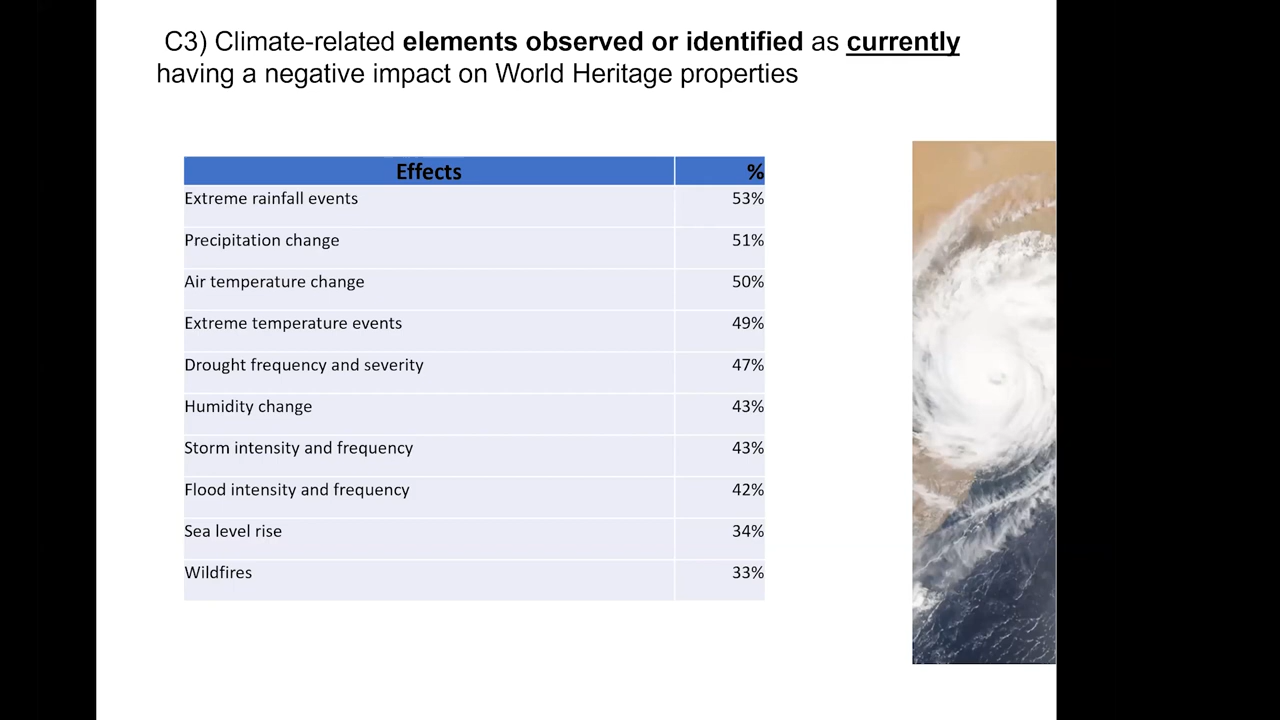 C3) Climate-related elements observed or identified as currently
having a negative impact on World Heritage properties
Effects %
Extreme rainfall events 53%
Precipitation change 51%
Air temperature change 50%
Extreme temperature events 49%
Drought frequency and severity 47%
Humidity change 43%
Storm intensity and frequency 43%
Flood intensity and frequency 42%
Sea level rise 34%
Wildfires 33%